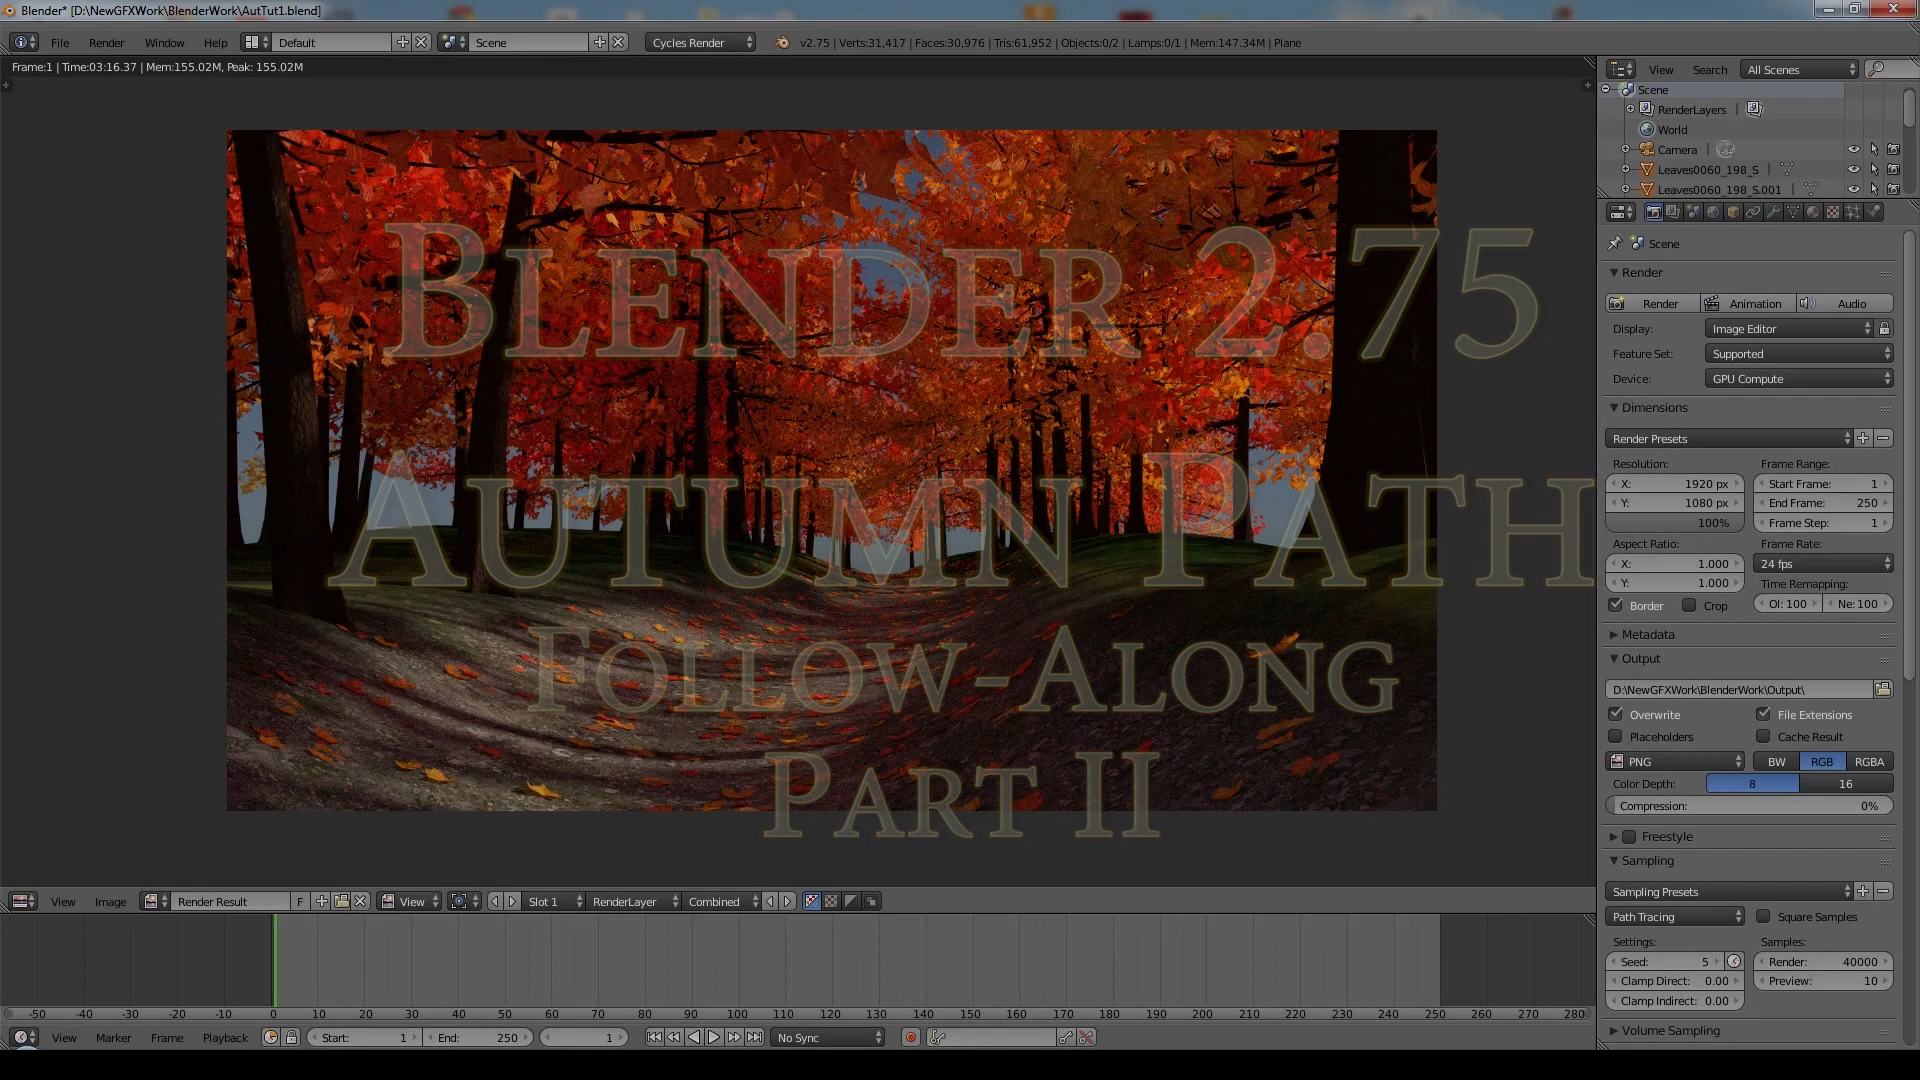 Blender* [D:\NewGFXWork\BlenderWork\AutTut1.blend]
File Render Window Help Default Scene Cycles Render v2.75 | Verts:31,417 | Faces:30,976 | Tris:61,952 | Objects:0/2 | Lamps:0/1 | Mem:147.34M | Plane
Frame:1 | Time:03:16.37 | Mem:155.02M, Peak: 155.02M
View Search All Scenes
Scene
RenderLayers
World
Camera
Leaves0060_198_S
Leaves0060_198_S.001
Scene
Render
Render Animation Audio
Display: Image Editor
Feature Set: Supported
Device: GPU Compute
Dimensions
Render Presets
Resolution: Frame Range:
X: 1920 px Start Frame: 1
Y: 1080 px End Frame: 250
100% Frame Step: 1
Aspect Ratio: Frame Rate:
X: 1.000 24 fps
Y: 1.000 Time Remapping:
Border Crop Ol: 100 Ne: 100
Metadata
Output
D:\NewGFXWork\BlenderWork\Output\
Overwrite File Extensions
Placeholders Cache Result
PNG BW RGB RGBA
Color Depth: 8 16
Compression: 0%
Freestyle
Sampling
Sampling Presets
Path Tracing Square Samples
Settings: Samples:
Seed: 5 Render: 40000
Clamp Direct: 0.00 Preview: 10
Clamp Indirect: 0.00
Volume Sampling
Blender 2.75
Autumn Path
Follow-Along
Part II
View Image Render Result F View Slot 1 RenderLayer Combined
-50 -40 -30 -20 -10 0 10 20 30 40 50 60 70 80 90 100 110 120 130 140 150 160 170 180 190 200 210 220 230 240 250 260 270 280
View Marker Frame Playback Start: 1 End: 250 1 No Sync